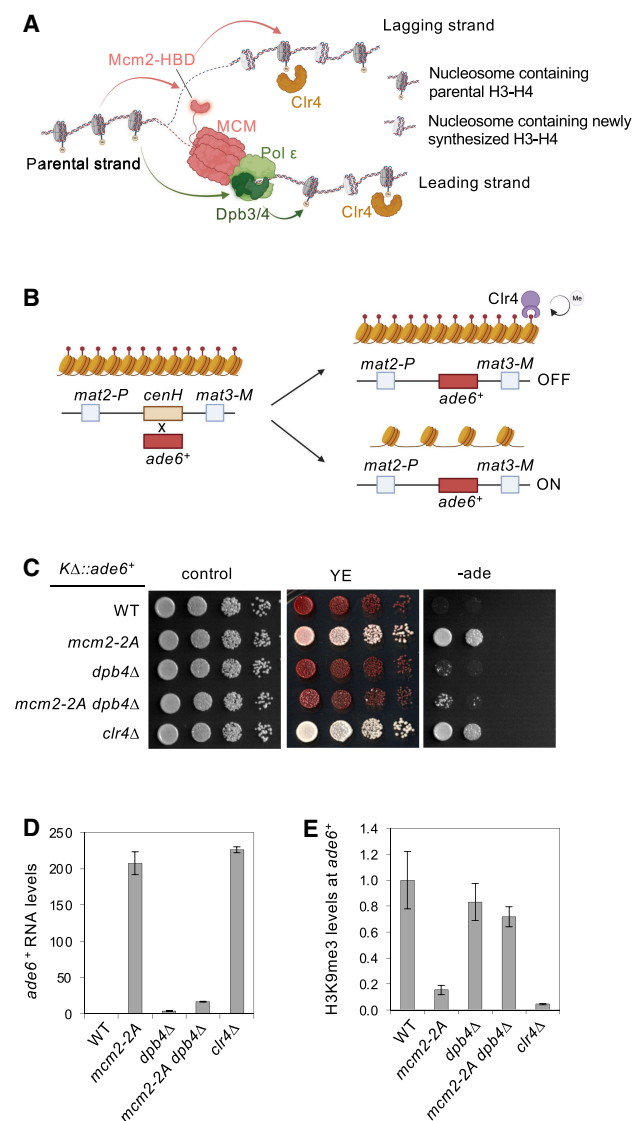 A
Lagging strand
Mcm2-HBD
Clr4
Nucleosome containing
parental H3-H4
MCM
Nucleosome containing newly
synthesized H3-H4
Parental strand
Pol ε
Leading strand
Dpb3/4
Clr4
B
Clr4
Me
mat2-P cenH mat3-M
mat2-P mat3-M
OFF
ade6+
x
ade6+
mat2-P mat3-M
ON
ade6+
C
KΔ::ade6+ control YE -ade
WT
mcm2-2A
dpb4Δ
mcm2-2A dpb4Δ
clr4Δ
D
ade6+ RNA levels
250
200
150
100
50
0
WT
mcm2-2A
dpb4Δ
mcm2-2A dpb4Δ
clr4Δ
E
H3K9me3 levels at ade6+
1.4
1.2
1.0
0.8
0.6
0.4
0.2
0.0
WT
mcm2-2A
dpb4Δ
mcm2-2A dpb4Δ
clr4Δ